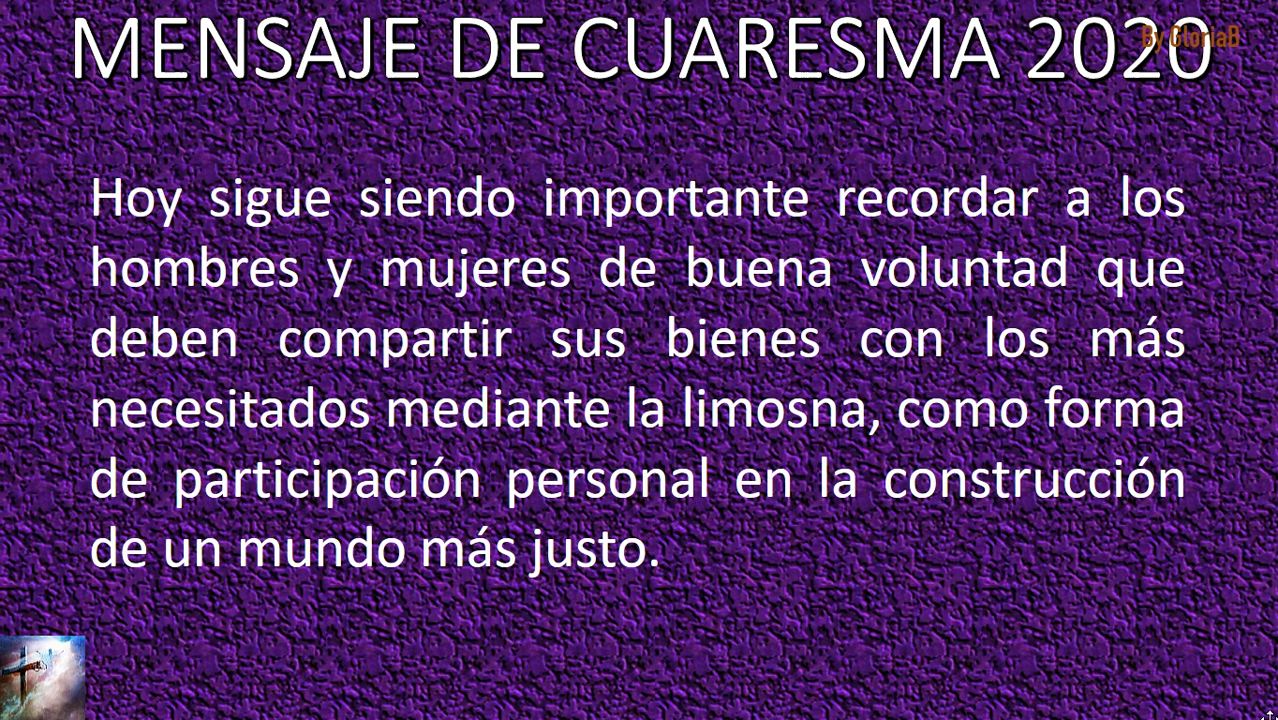 MENSAJE DE CUARESMA 2020
By GloriaB
Hoy sigue siendo importante recordar a los
hombres y mujeres de buena voluntad que
deben compartir sus bienes con los más
necesitados mediante la limosna, como forma
de participación personal en la construcción
de un mundo más justo.